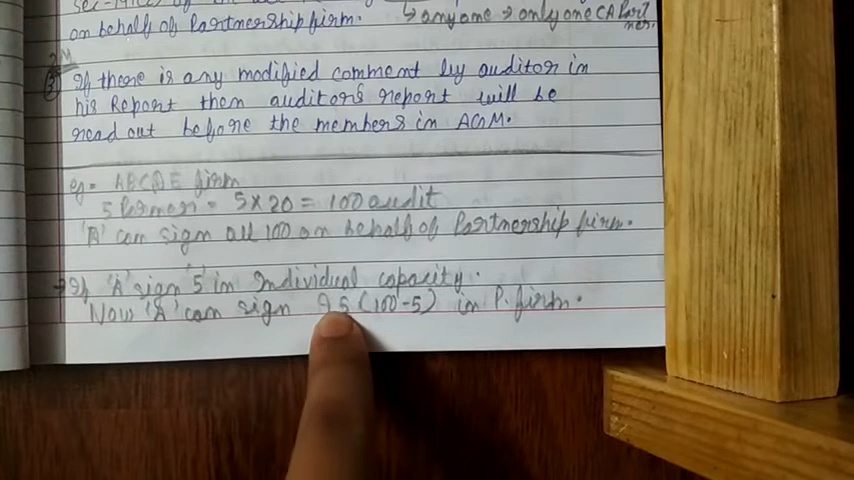 on behalf of Partnership firm. ↳ anyone → only one CA Partner.
2M
③ If there is any modified comment by auditor in
his Report then auditor's report will be
read out before the members in AGM.
eg = ABCDE firm
5 Partner = 5 × 20 = 100 audit
'A' can sign all 100 on behalf of Partnership firm.
→ If 'A' sign 5 in Individual capacity.
Now 'A' can sign 95 (100-5) in P. firm.